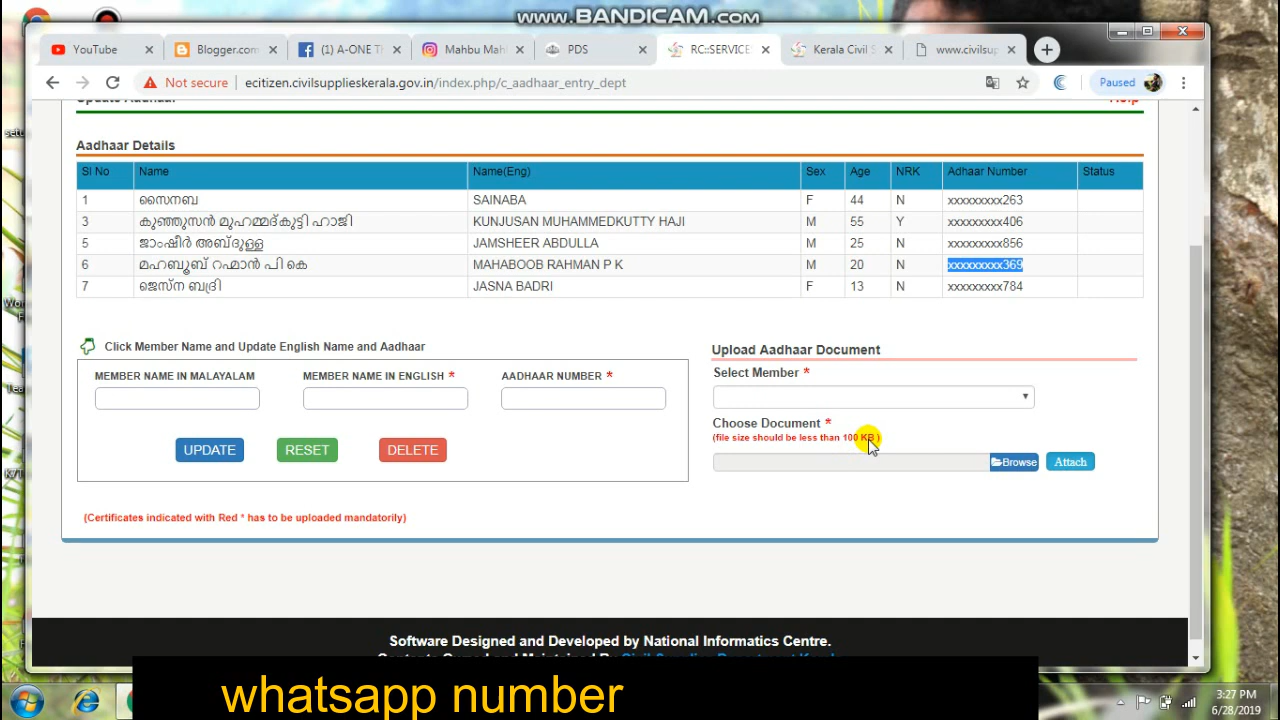 www.BANDICAM.com
YouTube
Blogger.com
(1) A-ONE T
Mahbu Mah
PDS
RC::SERVICE
Kerala Civil S
www.civilsup
Not secure
ecitizen.civilsupplieskerala.gov.in/index.php/c_aadhaar_entry_dept
Paused
Update Aadhaar
Help
Aadhaar Details
Sl No Name Name(Eng) Sex Age NRK Adhaar Number Status
1 സൈനബ SAINABA F 44 N xxxxxxxxx263
3 കുഞ്ഞുസൻ മുഹമ്മദ്കുട്ടി ഹാജി KUNJUSAN MUHAMMEDKUTTY HAJI M 55 Y xxxxxxxxx406
5 ജാംഷീർ അബ്ദുള്ള JAMSHEER ABDULLA M 25 N xxxxxxxxx856
6 മഹബൂബ് റഹ്മാൻ പി കെ MAHABOOB RAHMAN P K M 20 N xxxxxxxxx369
7 ജെസ്ന ബദ്രി JASNA BADRI F 13 N xxxxxxxxx784
Click Member Name and Update English Name and Aadhaar
MEMBER NAME IN MALAYALAM MEMBER NAME IN ENGLISH * AADHAAR NUMBER *
UPDATE RESET DELETE
Upload Aadhaar Document
Select Member *
Choose Document *
(file size should be less than 100 KB )
Browse Attach
(Certificates indicated with Red * has to be uploaded mandatorily)
Software Designed and Developed by National Informatics Centre.
whatsapp number
3:27 PM
6/28/2019